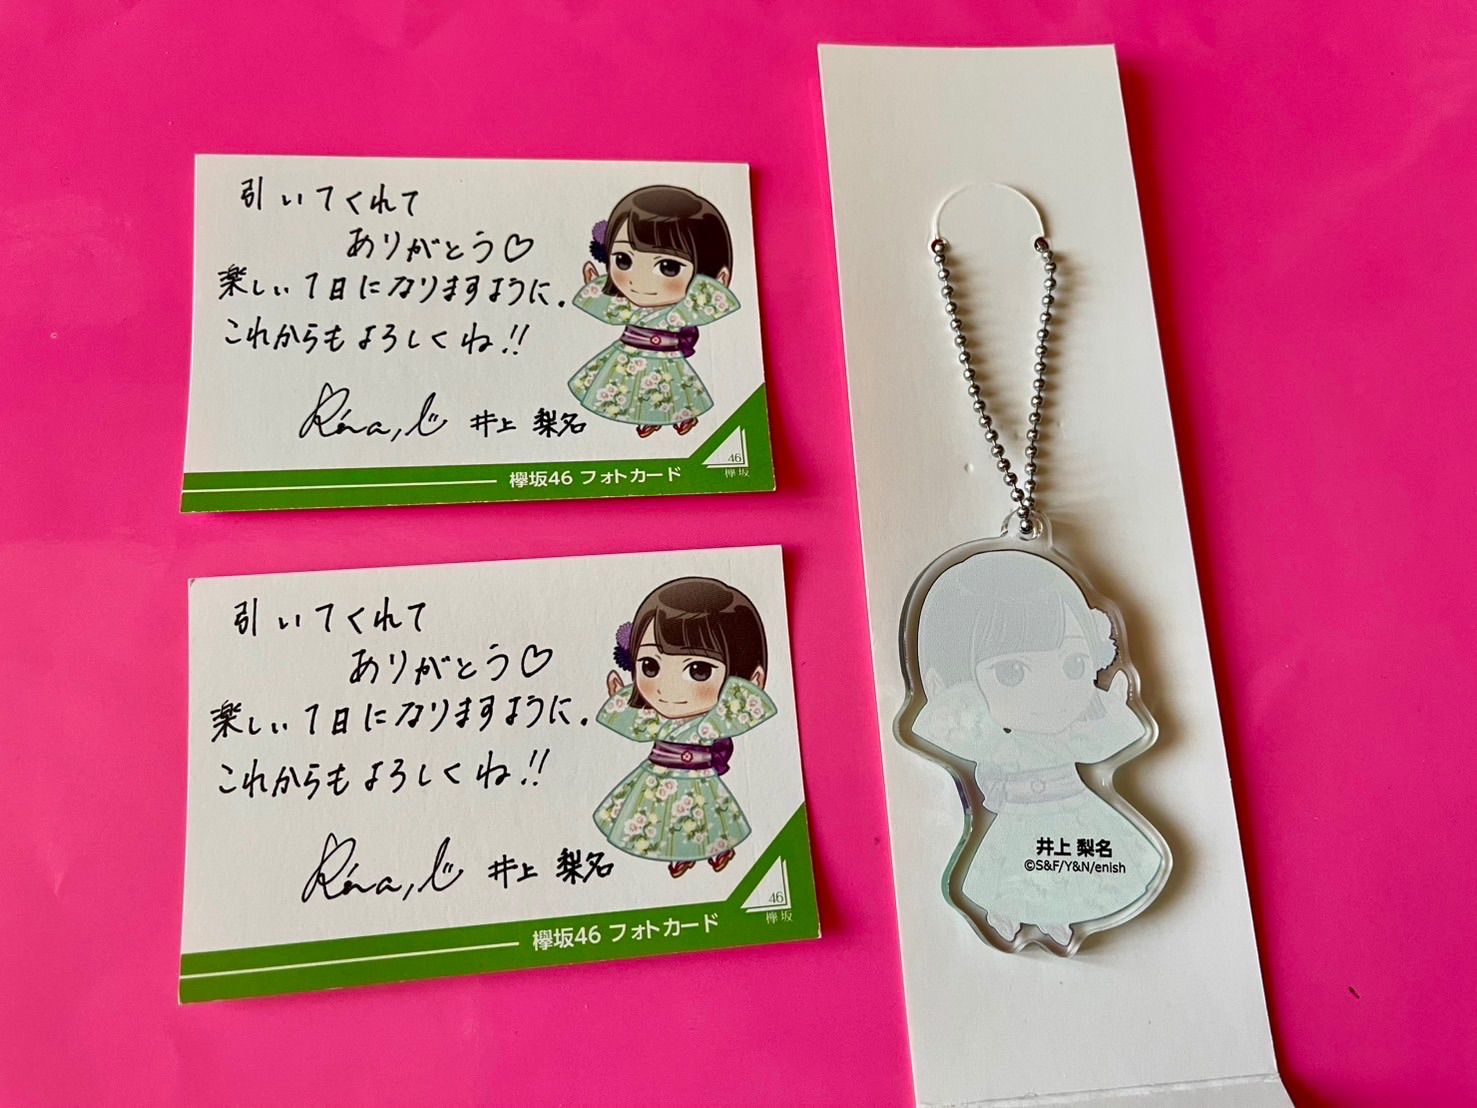 引いてくれて
ありがとう♡
楽しい1日になりますように.
これからもよろしくね!!
Rina,I 井上 梨名
46
欅坂
欅坂46 フォトカード
引いてくれて
ありがとう♡
楽しい1日になりますように.
これからもよろしくね!!
Rina,I 井上 梨名
46
欅坂
欅坂46 フォトカード
井上 梨名
©S&F/Y&N/enish